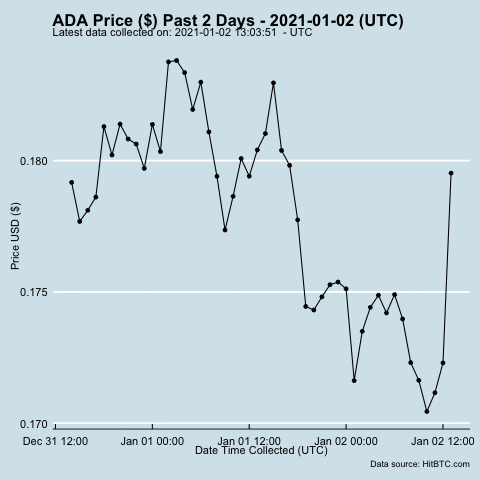 ADA Price ($) Past 2 Days - 2021-01-02 (UTC)
Latest data collected on: 2021-01-02 13:03:51  - UTC
Price USD ($)
0.180
0.175
0.170
Dec 31 12:00 Jan 01 00:00 Jan 01 12:00 Jan 02 00:00 Jan 02 12:00
Date Time Collected (UTC)
Data source: HitBTC.com